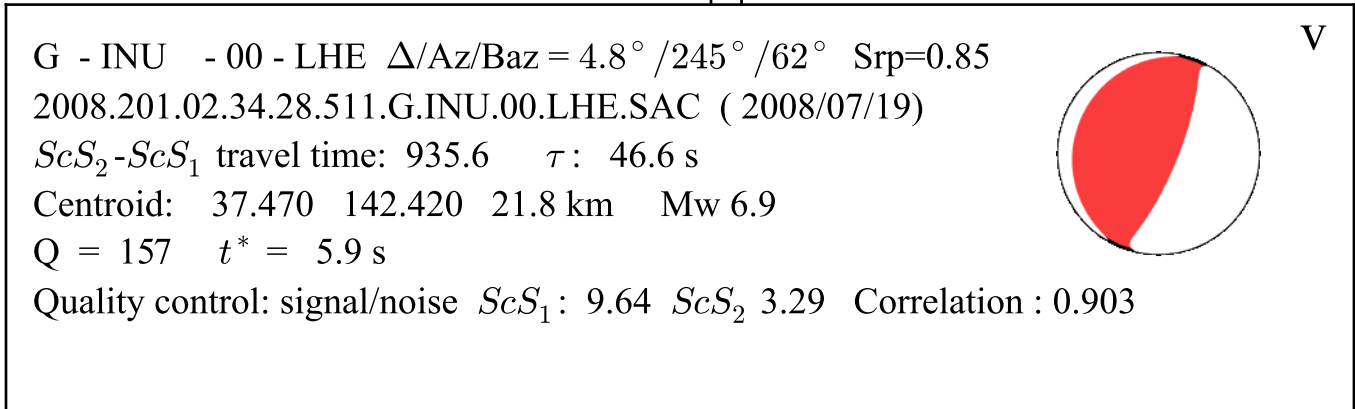 G - INU - 00 - LHE Δ/Az/Baz = 4.8° /245° /62° Srp=0.85
V
2008.201.02.34.28.511.G.INU.00.LHE.SAC ( 2008/07/19)
ScS₂-ScS₁ travel time: 935.6 τ : 46.6 s
Centroid: 37.470 142.420 21.8 km Mw 6.9
Q = 157 t* = 5.9 s
Quality control: signal/noise ScS₁ : 9.64 ScS₂ 3.29 Correlation : 0.903